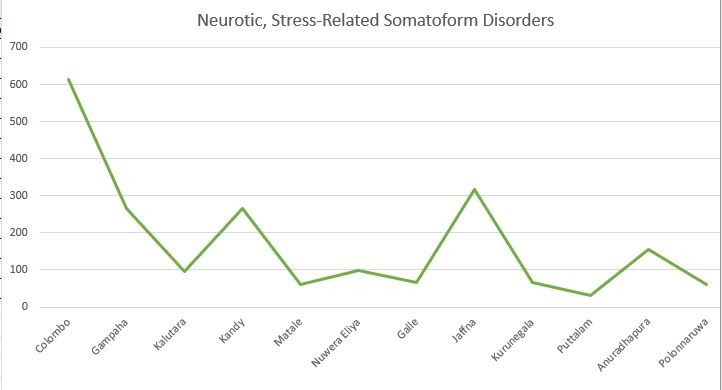 Neurotic, Stress-Related Somatoform Disorders
700
600
500
400
300
200
100
0
Colombo
Gampaha
Kalutara
Kandy
Matale
Nuwera Eliya
Galle
Jaffna
Kurunegala
Puttalam
Anuradhapura
Polonnaruwa